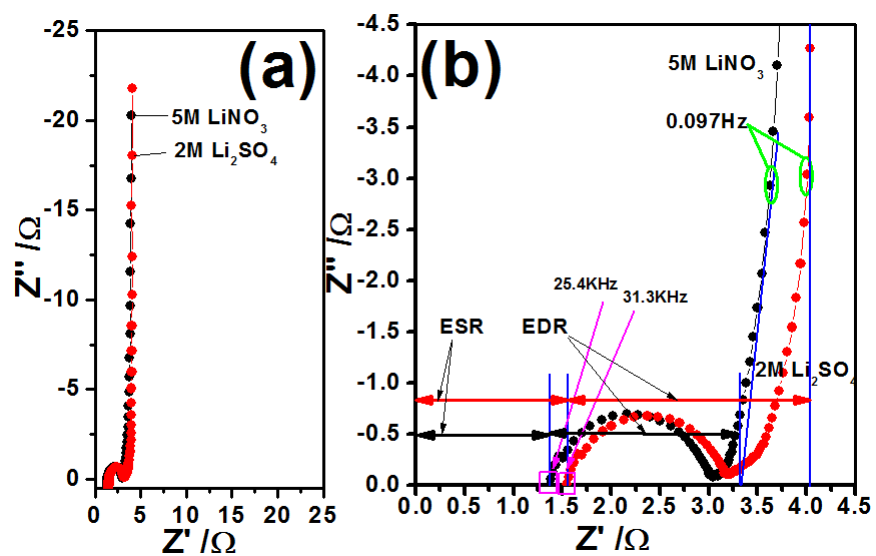 (a)
-25
-20
-15
-10
-5
0
Z'' /Ω
5M LiNO3
2M Li2SO4
0 5 10 15 20 25
Z' /Ω
(b)
-4.5
-4.0
-3.5
-3.0
-2.5
-2.0
-1.5
-1.0
-0.5
0.0
Z'' /Ω
5M LiNO3
0.097Hz
25.4KHz
31.3KHz
ESR
EDR
2M Li2SO4
0.0 0.5 1.0 1.5 2.0 2.5 3.0 3.5 4.0 4.5
Z' /Ω